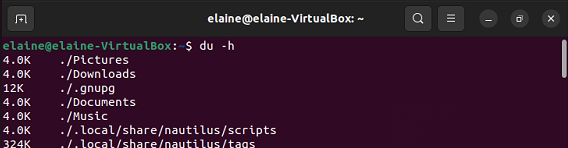 elaine@elaine-VirtualBox: ~
elaine@elaine-VirtualBox:~$ du -h
4.0K ./Pictures
4.0K ./Downloads
12K ./.gnupg
4.0K ./Documents
4.0K ./Music
4.0K ./.local/share/nautilus/scripts
324K ./.local/share/nautilus/tags